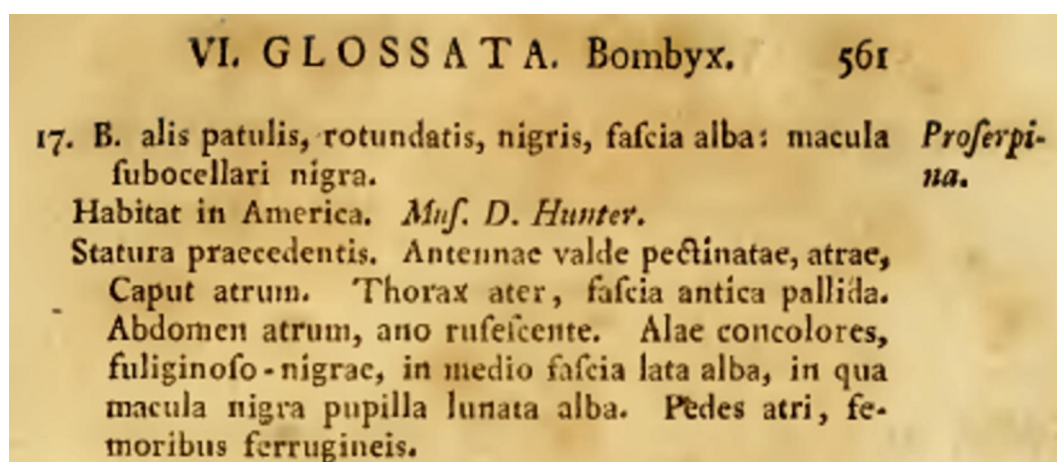 VI. GLOSSATA. Bombyx. 561
17. B. alis patulis, rotundatis, nigris, faſcia alba: macula Proſerpi-
ſubocellari nigra. na.
Habitat in America. Muſ. D. Hunter.
Statura praecedentis. Antennae valde pectinatae, atrae,
Caput atrum. Thorax ater, faſcia antica pallida.
Abdomen atrum, ano rufeſcente. Alae concolores,
fuliginoſo-nigrae, in medio faſcia lata alba, in qua
macula nigra pupilla lunata alba. Pedes atri, fe-
moribus ferrugineis.